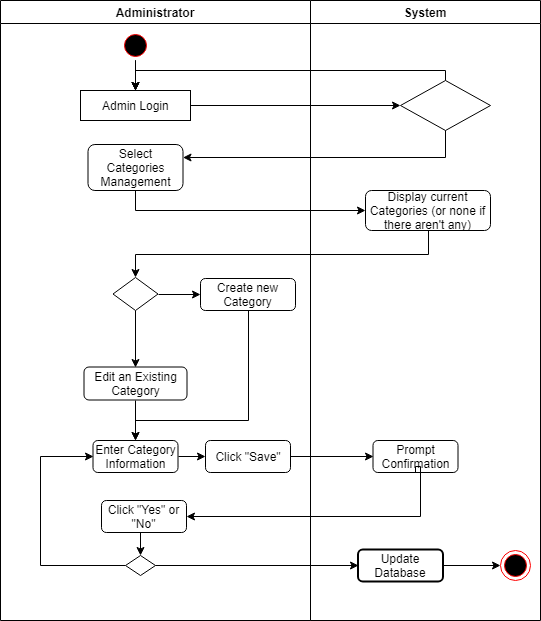 Administrator
System
Admin Login
Select
Categories
Management
Display current
Categories (or none if
there aren't any)
Create new
Category
Edit an Existing
Category
Enter Category
Information
Click "Save"
Prompt
Confirmation
Click "Yes" or
"No"
Update
Database